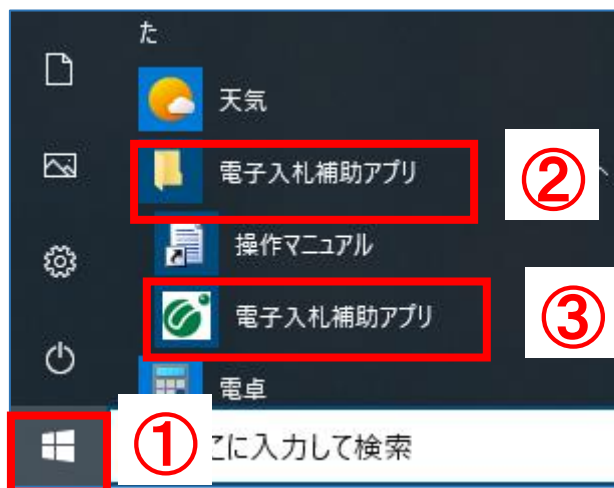 た
天気
電子入札補助アプリ
②
操作マニュアル
電子入札補助アプリ
③
電卓
①
こに入力して検索